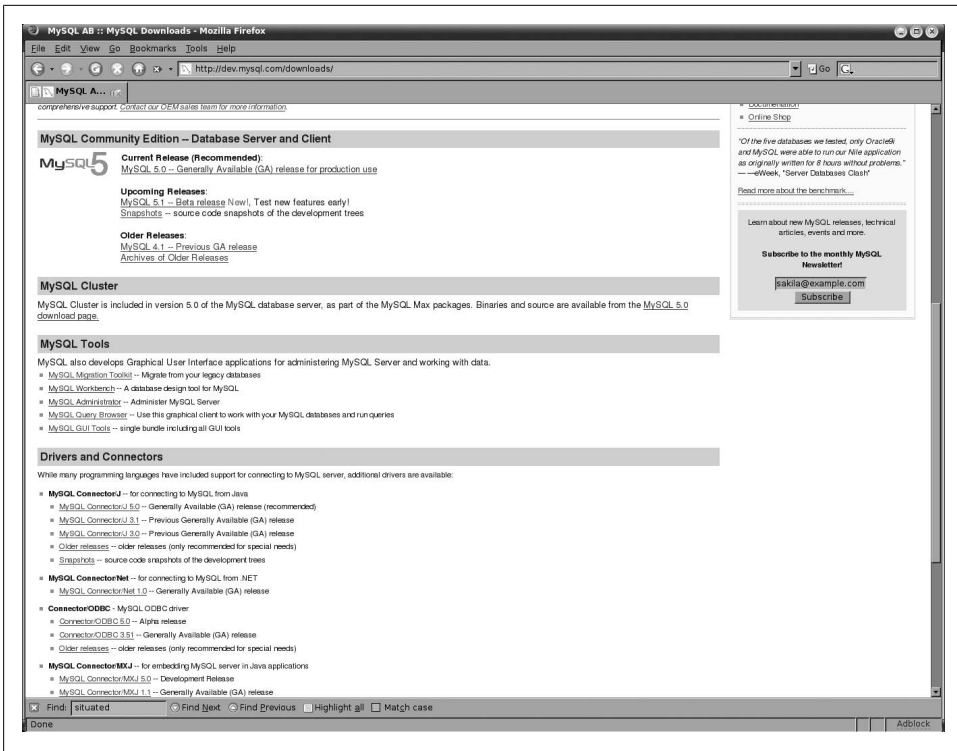 MySQL AB :: MySQL Downloads - Mozilla Firefox
File Edit View Go Bookmarks Tools Help
http://dev.mysql.com/downloads/ Go G
MySQL A...
comprehensive support. Contact our OEM sales team for more information.
MySQL Community Edition -- Database Server and Client
MySQL 5
Current Release (Recommended):
MySQL 5.0 -- Generally Available (GA) release for production use
Upcoming Releases:
MySQL 5.1 -- Beta release New!, Test new features early!
Snapshots -- source code snapshots of the development trees
Older Releases:
MySQL 4.1 -- Previous GA release
Archives of Older Releases
MySQL Cluster
MySQL Cluster is included in version 5.0 of the MySQL database server, as part of the MySQL Max packages. Binaries and source are available from the MySQL 5.0
download page.
MySQL Tools
MySQL also develops Graphical User Interface applications for administering MySQL Server and working with data.
MySQL Migration Toolkit -- Migrate from your legacy databases
MySQL Workbench -- A database design tool for MySQL
MySQL Administrator -- Administer MySQL Server
MySQL Query Browser -- Use this graphical client to work with your MySQL databases and run queries
MySQL GUI Tools -- single bundle including all GUI tools
Drivers and Connectors
While many programming languages have included support for connecting to MySQL server, additional drivers are available:
MySQL Connector/J -- for connecting to MySQL from Java
MySQL Connector/J 5.0 -- Generally Available (GA) release (recommended)
MySQL Connector/J 3.1 -- Previous Generally Available (GA) release
MySQL Connector/J 3.0 -- Previous Generally Available (GA) release
Older releases -- older releases (only recommended for special needs)
Snapshots -- source code snapshots of the development trees
MySQL Connector/Net -- for connecting to MySQL from .NET
MySQL Connector/Net 1.0 -- Generally Available (GA) release
Connector/ODBC - MySQL ODBC driver
Connector/ODBC 5.0 -- Alpha release
Connector/ODBC 3.51 -- Generally Available (GA) release
Older releases -- older releases (only recommended for special needs)
MySQL Connector/MXJ -- for embedding MySQL server in Java applications
MySQL Connector/MXJ 5.0 -- Development Release
MySQL Connector/MXJ 1.1 -- Generally Available (GA) release
Documentation
Online Shop
"Of the five databases we tested, only Oracle9i
and MySQL were able to run our Nile application
as originally written for 8 hours without problems."
— —eWeek, "Server Databases Clash"
Read more about the benchmark....
Learn about new MySQL releases, technical
articles, events and more.
Subscribe to the monthly MySQL
Newsletter!
sakila@example.com
Subscribe
Find: situated Find Next Find Previous Highlight all Match case
Done Adblock